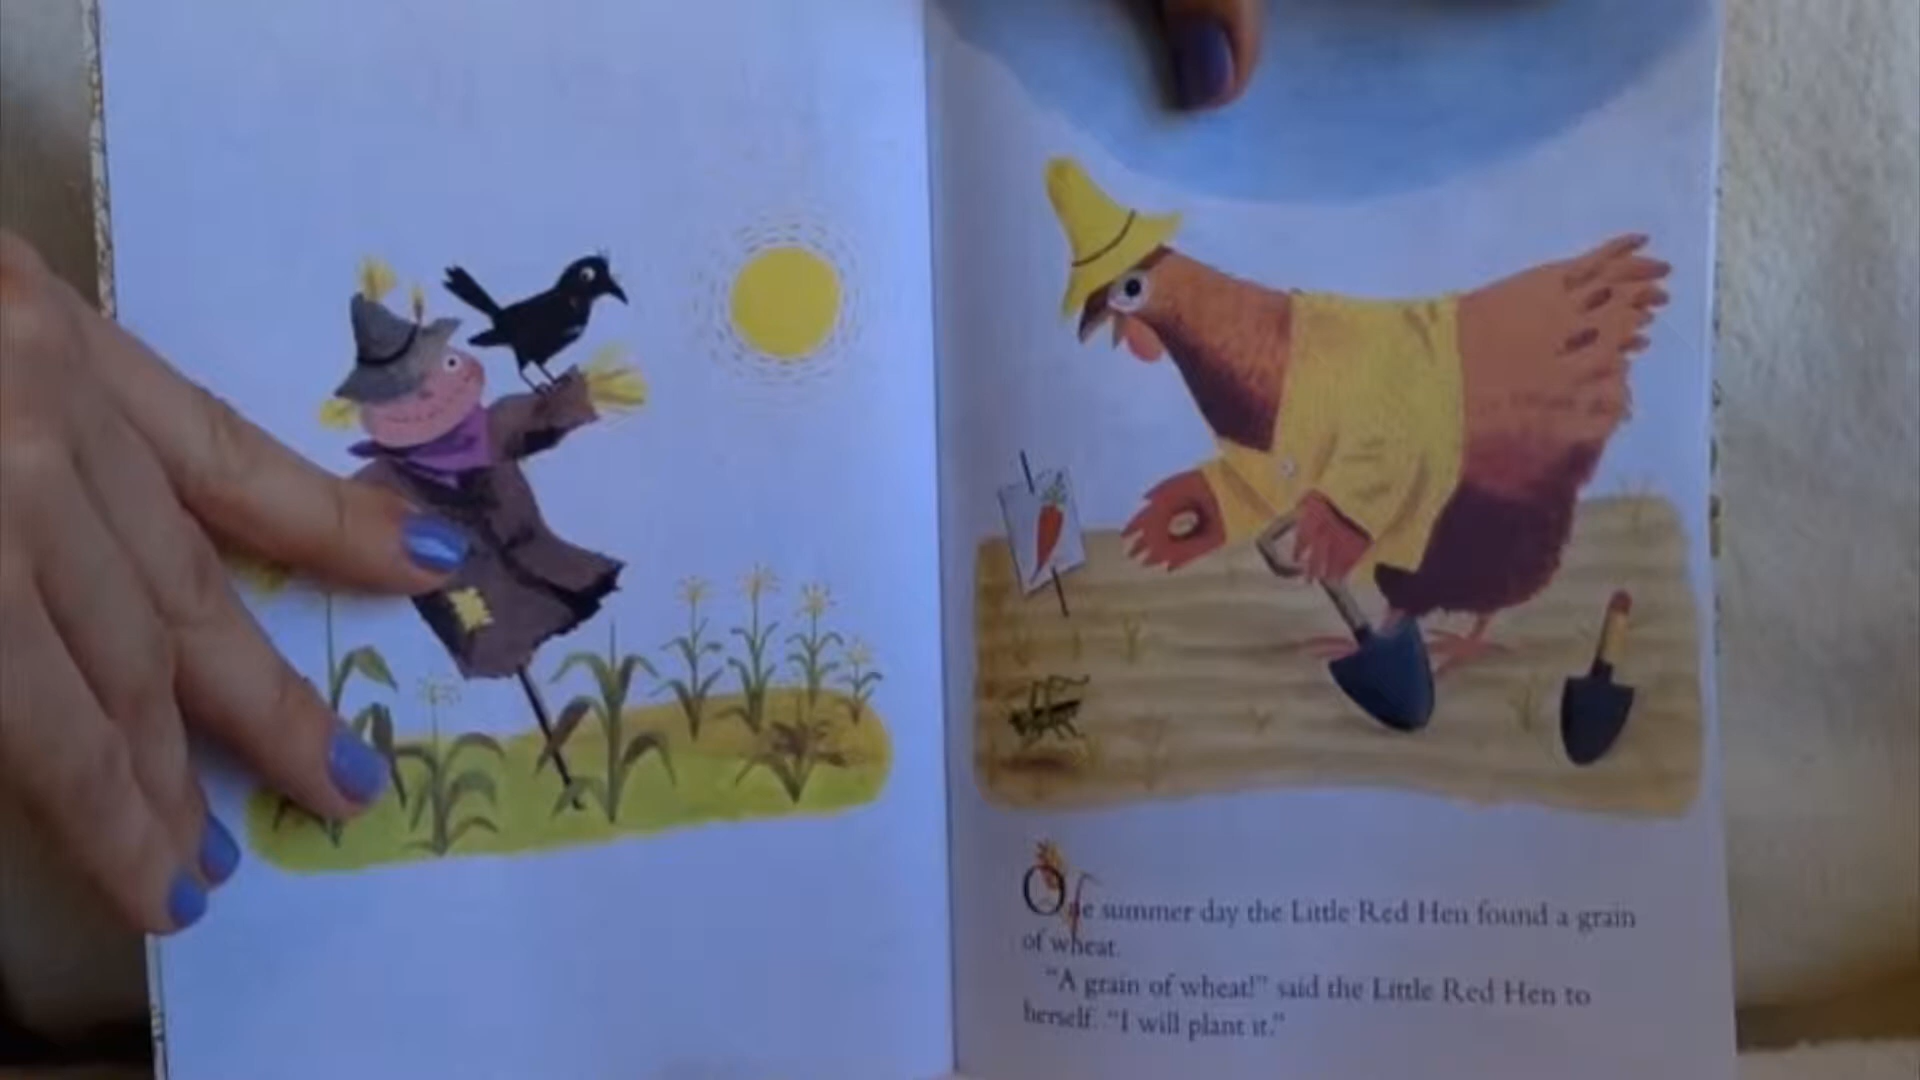 One summer day the Little Red Hen found a grain
of wheat.
“A grain of wheat!” said the Little Red Hen to
herself. “I will plant it.”